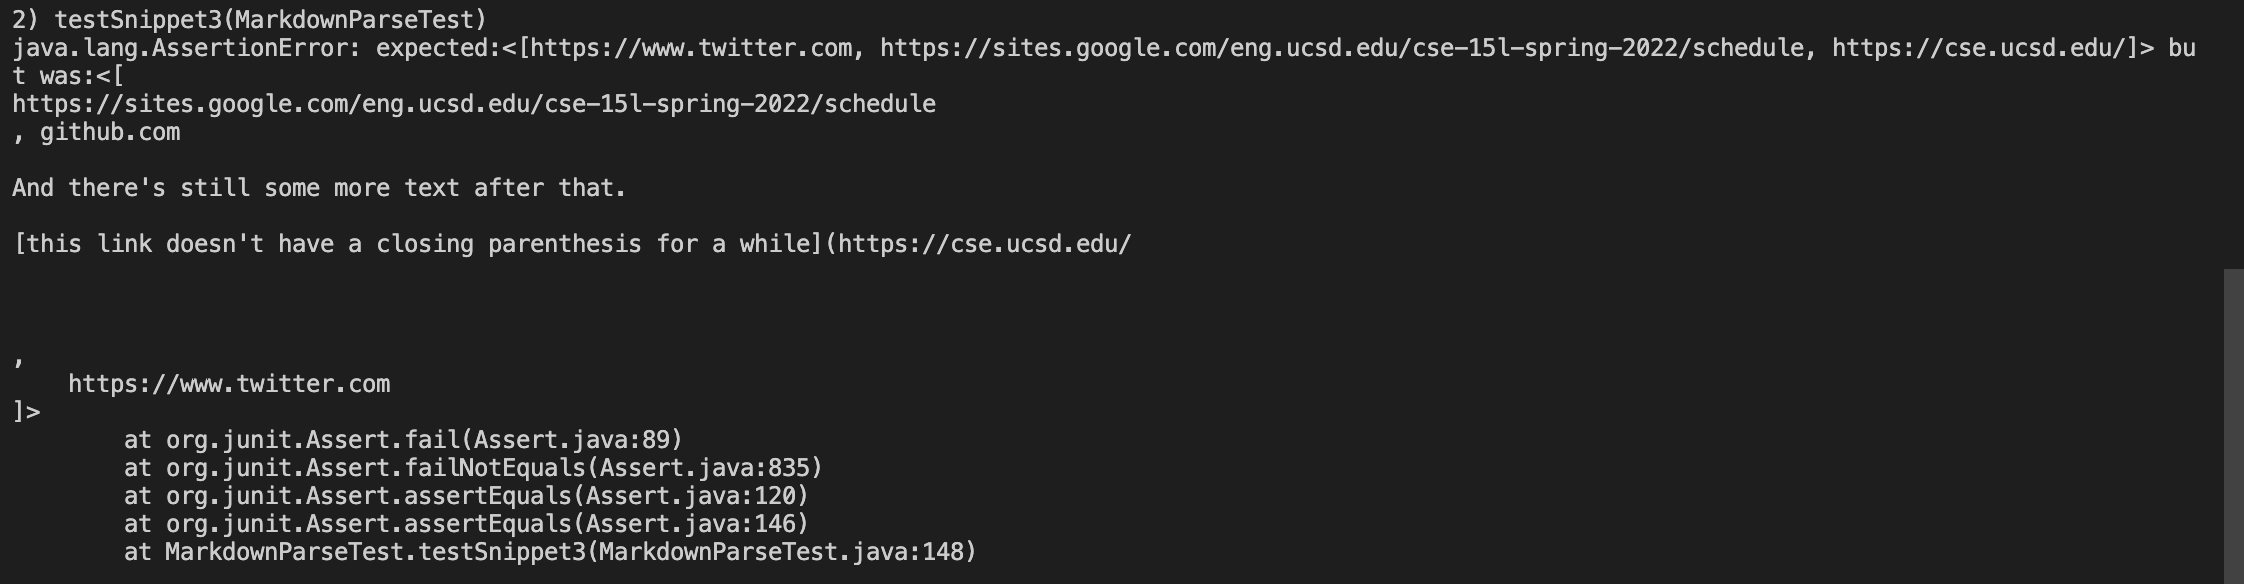 2) testSnippet3(MarkdownParseTest)
java.lang.AssertionError: expected:<[https://www.twitter.com, https://sites.google.com/eng.ucsd.edu/cse-15l-spring-2022/schedule, https://cse.ucsd.edu/]> bu
t was:<[
https://sites.google.com/eng.ucsd.edu/cse-15l-spring-2022/schedule
, github.com
And there's still some more text after that.
[this link doesn't have a closing parenthesis for a while](https://cse.ucsd.edu/
,
    https://www.twitter.com
]>
        at org.junit.Assert.fail(Assert.java:89)
        at org.junit.Assert.failNotEquals(Assert.java:835)
        at org.junit.Assert.assertEquals(Assert.java:120)
        at org.junit.Assert.assertEquals(Assert.java:146)
        at MarkdownParseTest.testSnippet3(MarkdownParseTest.java:148)